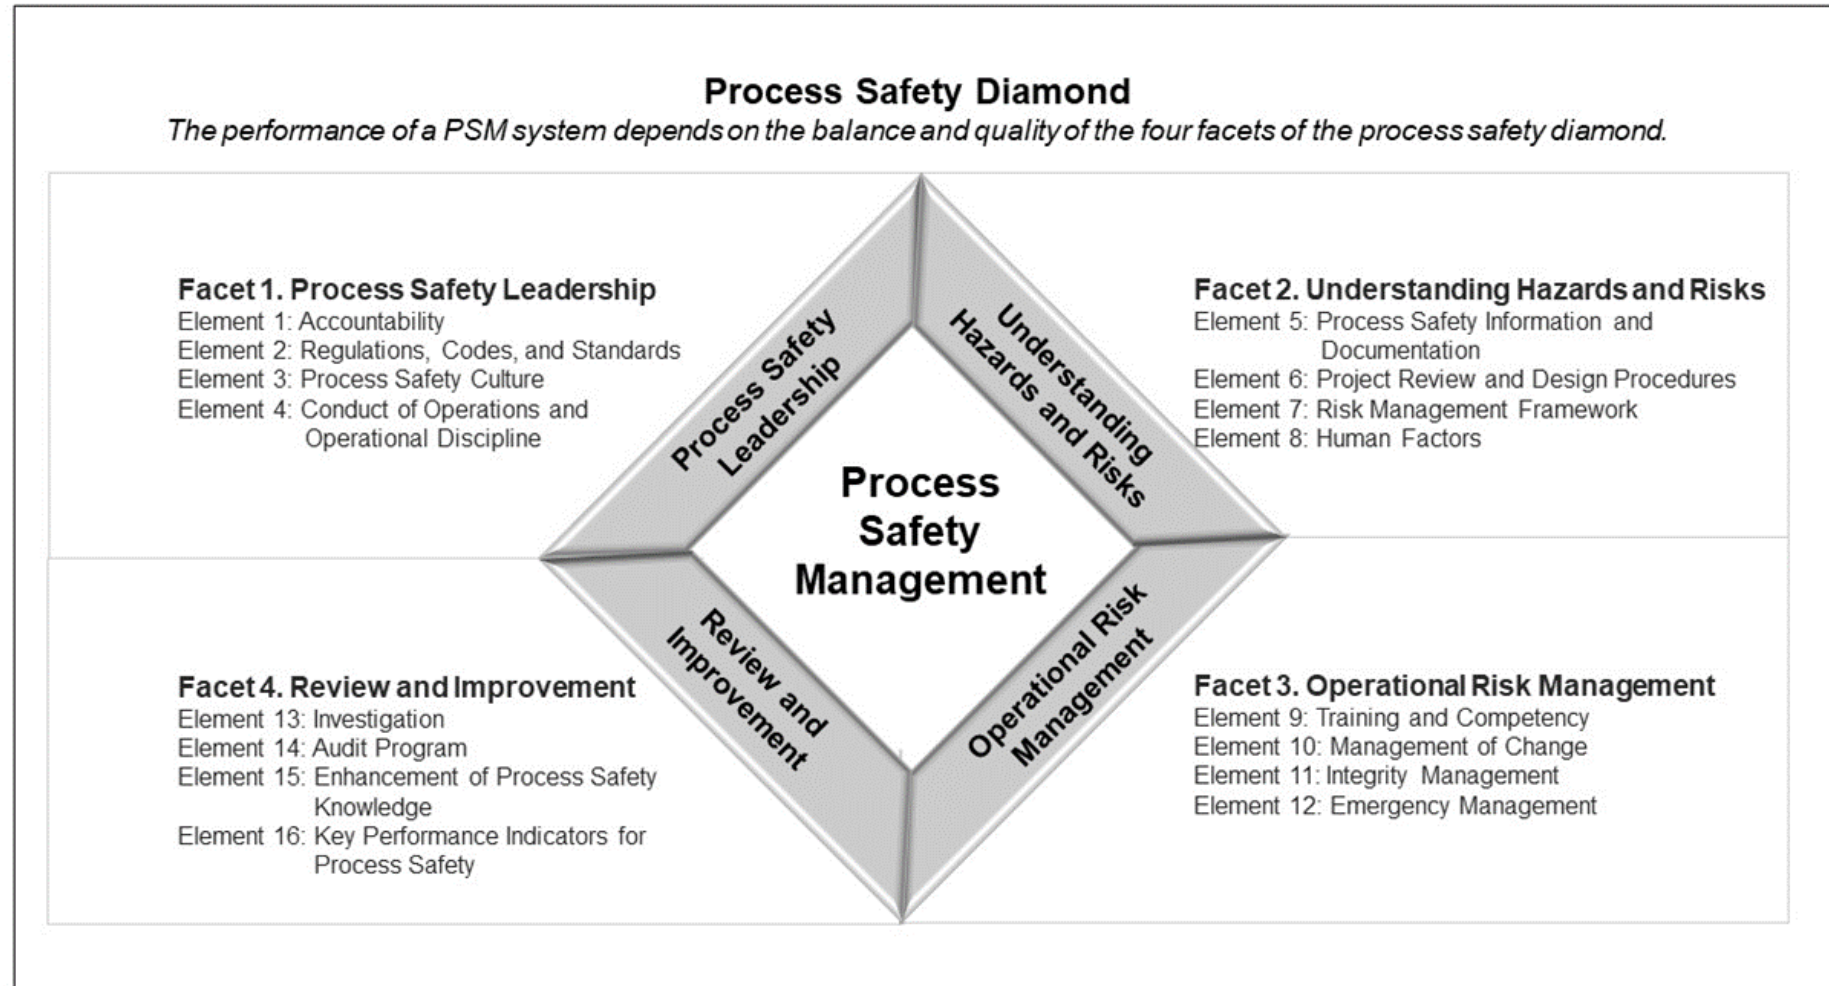 Process Safety Diamond
The performance of a PSM system depends on the balance and quality of the four facets of the process safety diamond.
Facet 1. Process Safety Leadership
Element 1: Accountability
Element 2: Regulations, Codes, and Standards
Element 3: Process Safety Culture
Element 4: Conduct of Operations and
Operational Discipline
Facet 2. Understanding Hazards and Risks
Element 5: Process Safety Information and
Documentation
Element 6: Project Review and Design Procedures
Element 7: Risk Management Framework
Element 8: Human Factors
Process Safety
Leadership
Understanding
Hazards and Risks
Process
Safety
Management
Review and
Improvement
Operational Risk
Management
Facet 4. Review and Improvement
Element 13: Investigation
Element 14: Audit Program
Element 15: Enhancement of Process Safety
Knowledge
Element 16: Key Performance Indicators for
Process Safety
Facet 3. Operational Risk Management
Element 9: Training and Competency
Element 10: Management of Change
Element 11: Integrity Management
Element 12: Emergency Management